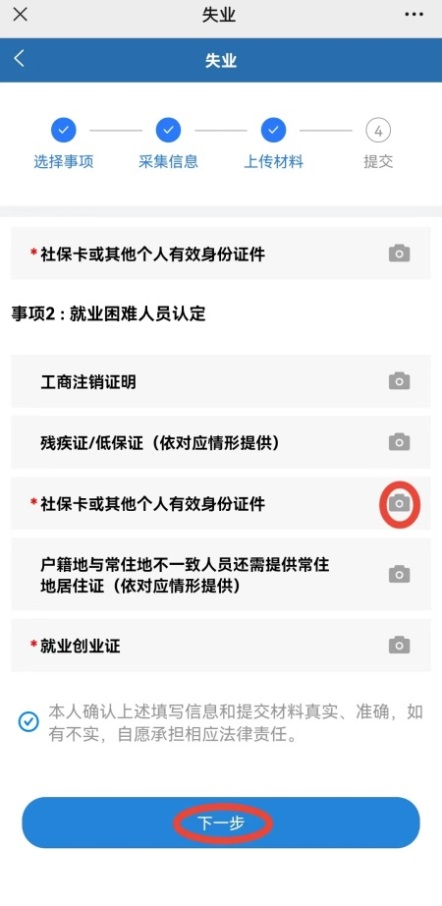 失业
失业
选择事项
采集信息
上传材料
4
提交
*社保卡或其他个人有效身份证件
事项2：就业困难人员认定
工商注销证明
残疾证/低保证（依对应情形提供）
*社保卡或其他个人有效身份证件
户籍地与常住地不一致人员还需提供常住
地居住证（依对应情形提供）
*就业创业证
本人确认上述填写信息和提交材料真实、准确，如
有不实，自愿承担相应法律责任。
下一步